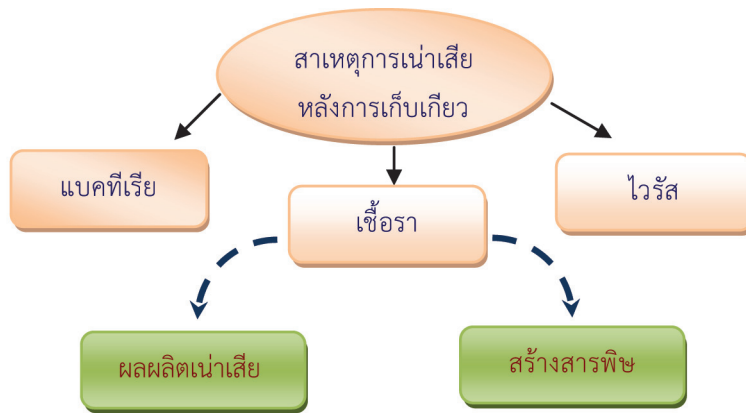 สาเหตุการเน่าเสีย
หลังการเก็บเกียว
แบคทีเรีย
เชื้อรา
ไวรัส
ผลผลิตเน่าเสีย
สร้างสารพิษ